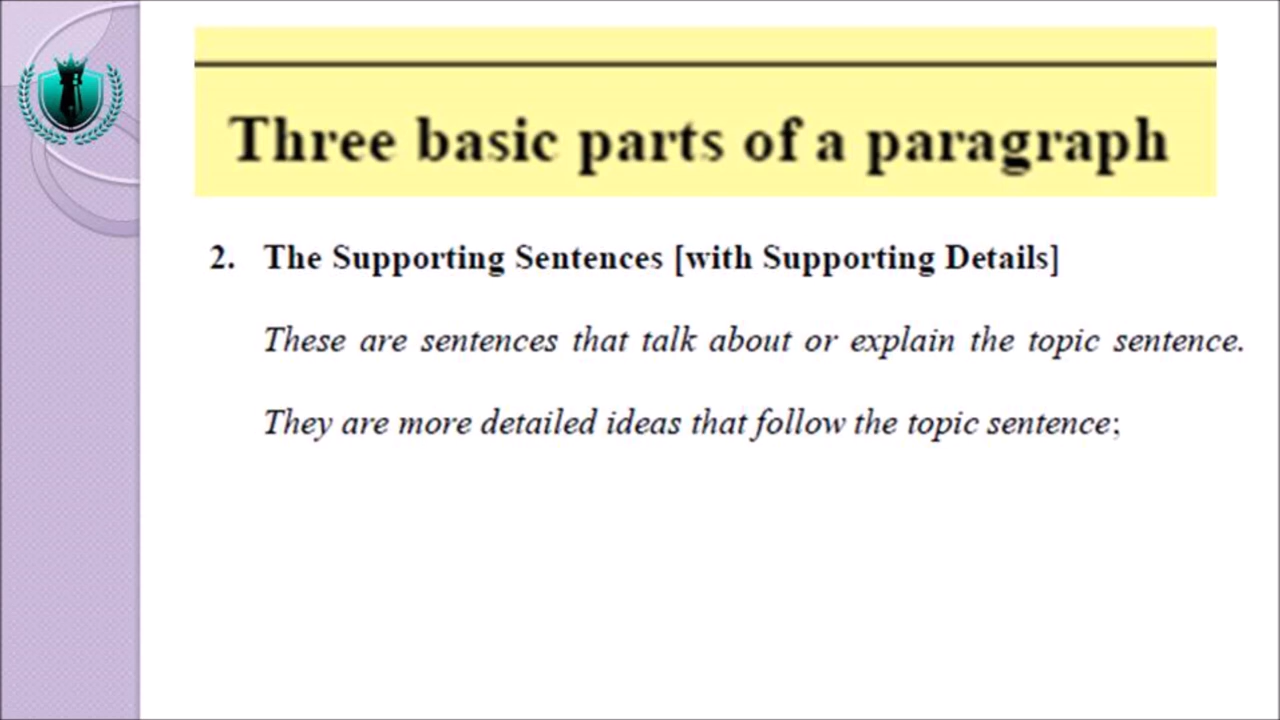 Three basic parts of a paragraph
2. The Supporting Sentences [with Supporting Details]
These are sentences that talk about or explain the topic sentence.
They are more detailed ideas that follow the topic sentence;